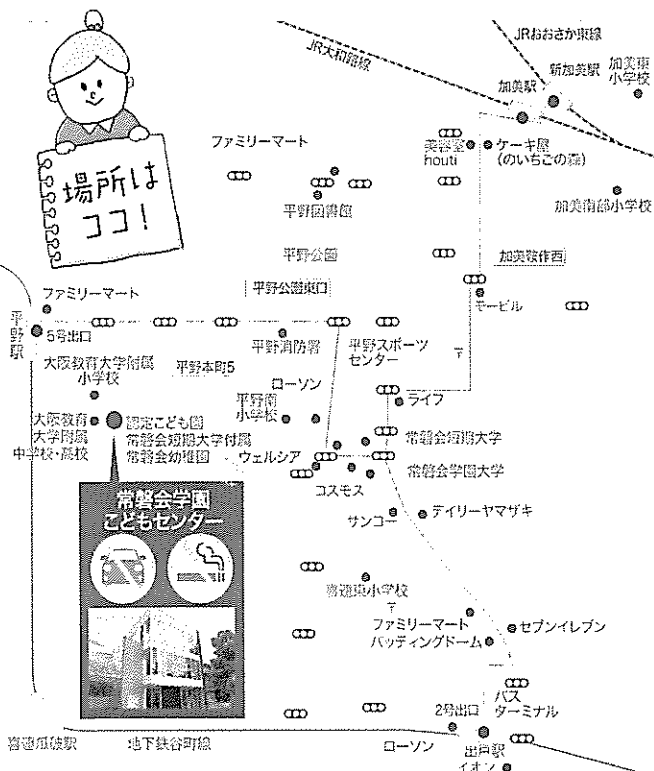 JRおおさか東線
JR大和路線
新加美駅
加美東
小学校
加美駅
場所は
ココ！
ファミリーマート
美容室
houti
ケーキ屋
(のいちごの森)
平野図書館
加美南部小学校
平野公園
加美鞍作西
平野公園東口
ファミリーマート
モービル
平野駅
5号出口
平野消防署
平野スポーツ
センター
〒
大阪教育大学附属
小学校
平野本町5
ローソン
平野南
小学校
ライフ
大阪教育
大学附属
中学校・高校
認定こども園
常磐会短期大学付属
常磐会幼稚園
常磐会短期大学
ウェルシア
常磐会学園大学
コスモス
常磐会学園
こどもセンター
サンコー
デイリーヤマザキ
喜連東小学校
〒
ファミリーマート
バッティングドーム
セブンイレブン
バス
ターミナル
2号出口
喜連瓜破駅
地下鉄谷町線
ローソン
出戸駅
イオン